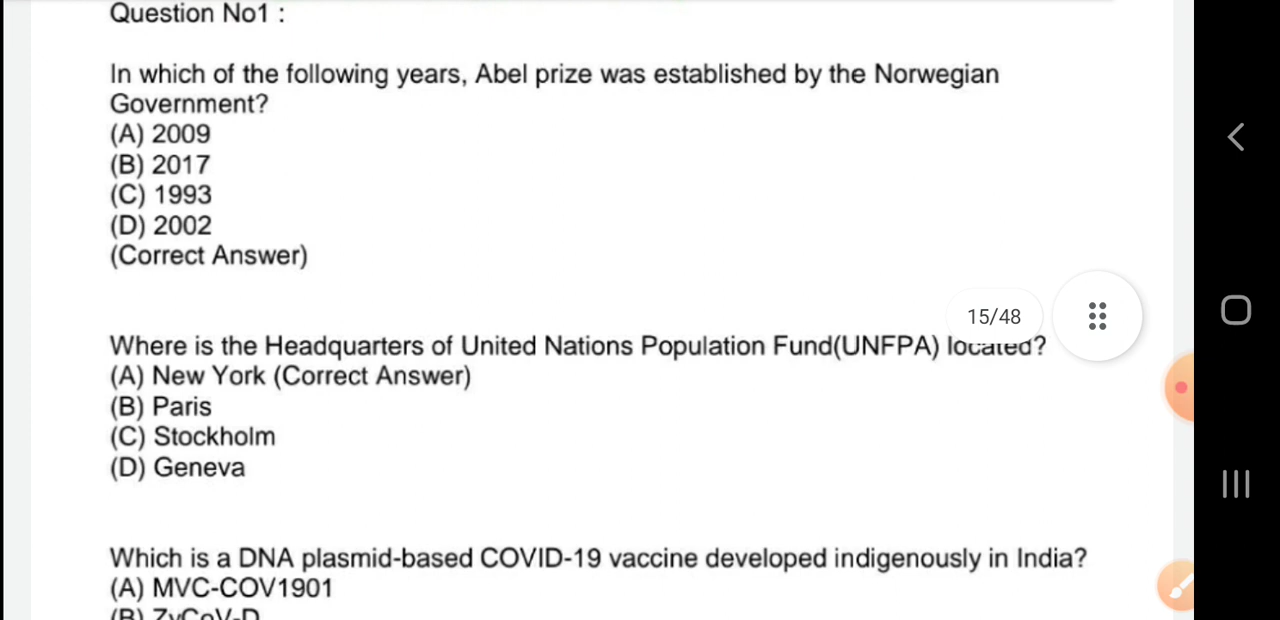 Question No1 :
In which of the following years, Abel prize was established by the Norwegian
Government?
(A) 2009
(B) 2017
(C) 1993
(D) 2002
(Correct Answer)
15/48
Where is the Headquarters of United Nations Population Fund(UNFPA) located?
(A) New York (Correct Answer)
(B) Paris
(C) Stockholm
(D) Geneva
Which is a DNA plasmid-based COVID-19 vaccine developed indigenously in India?
(A) MVC-COV1901
(B) ZyCoV-D